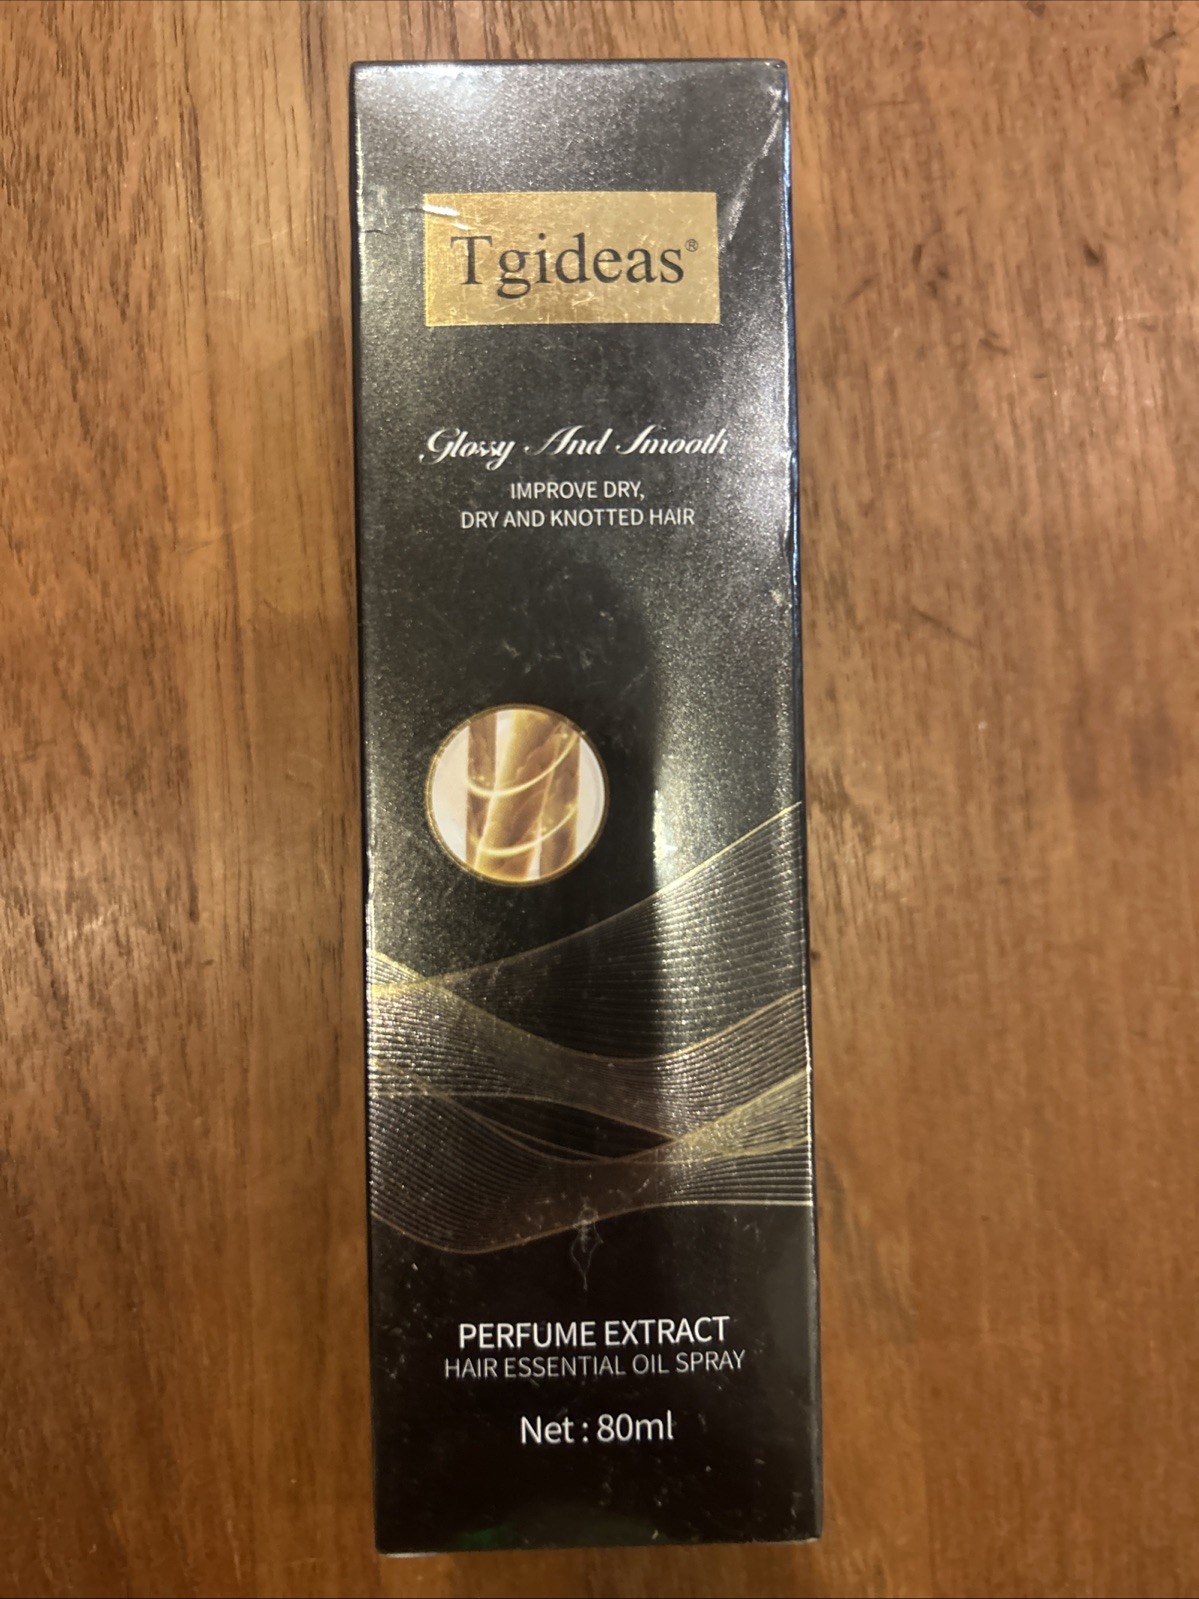 Tgideas®
Glossy And Smooth
IMPROVE DRY,
DRY AND KNOTTED HAIR
PERFUME EXTRACT
HAIR ESSENTIAL OIL SPRAY
Net : 80ml